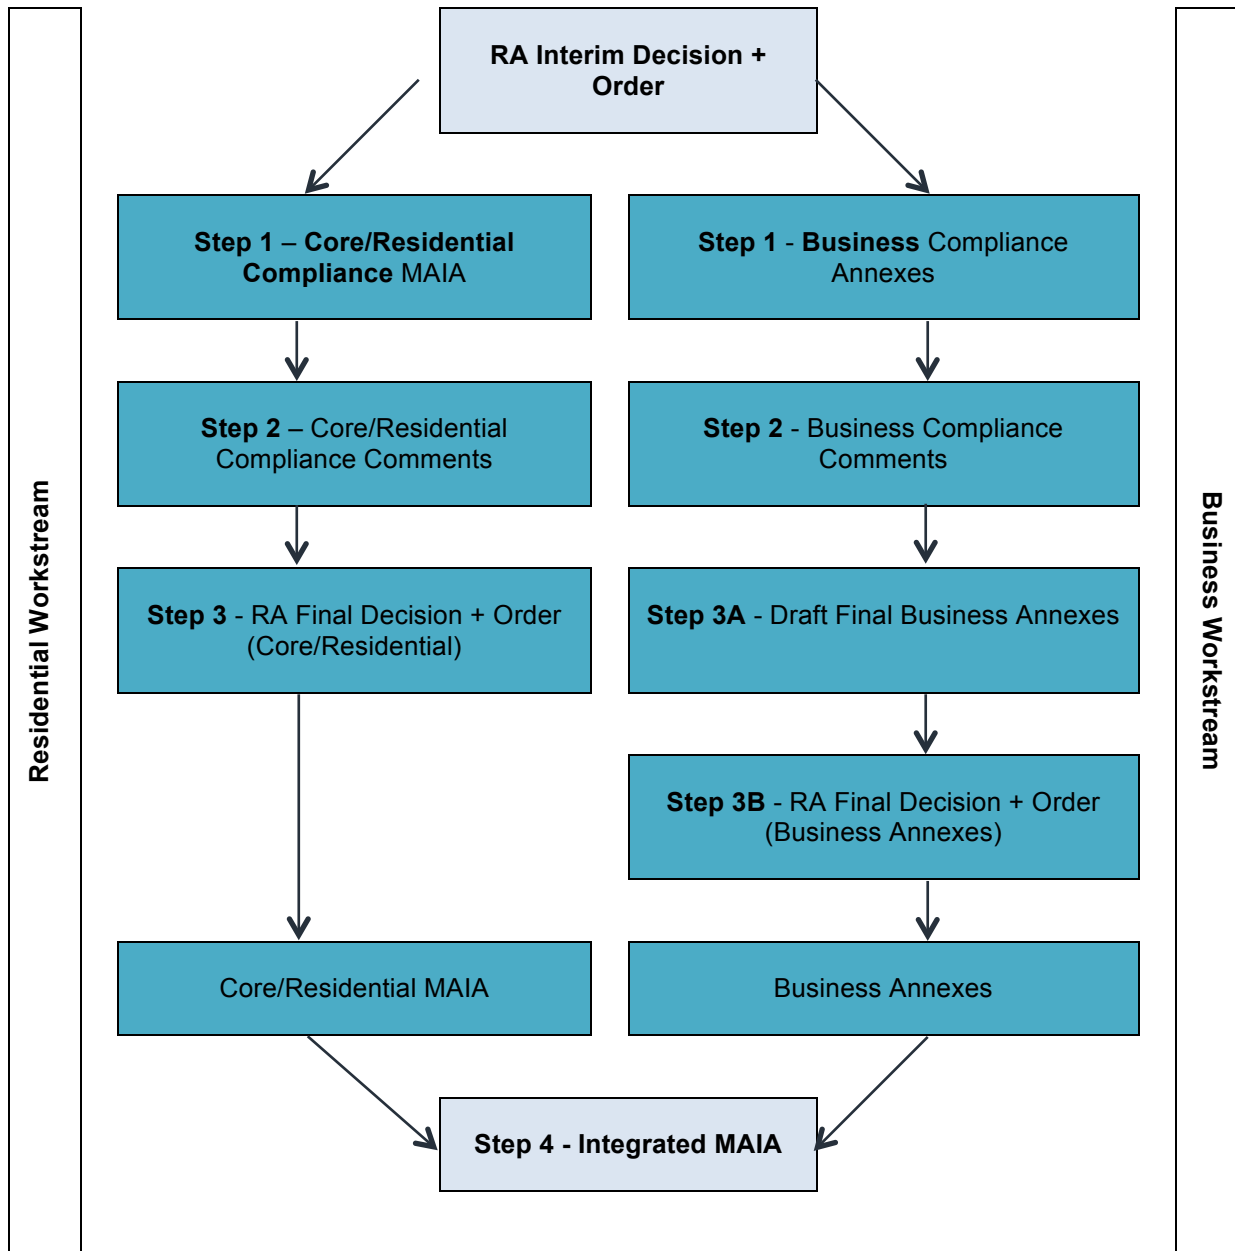 RA Interim Decision +
Order
Residential Workstream
Step 1 – Core/Residential
Compliance MAIA
Step 2 – Core/Residential
Compliance Comments
Step 3 - RA Final Decision + Order
(Core/Residential)
Core/Residential MAIA
Step 1 - Business Compliance
Annexes
Step 2 - Business Compliance
Comments
Step 3A - Draft Final Business Annexes
Step 3B - RA Final Decision + Order
(Business Annexes)
Business Annexes
Business Workstream
Step 4 - Integrated MAIA